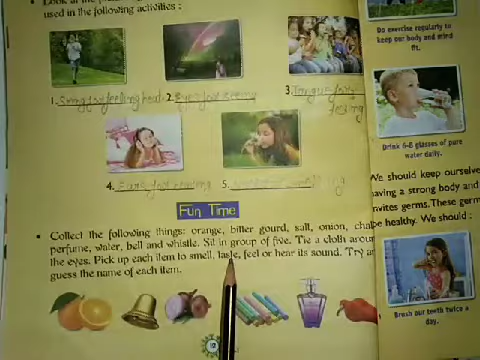 used in the following activities :
1. Skin for feeling heat 2. Eyes for seeing
3. Tongue for
4. Ears for hearing 5.
Fun Time
Collect the following things: orange, bitter gourd, salt, onion,
perfume, water, bell and whistle. Sit in group of five. Tie a cloth
the eyes. Pick up each item to smell, taste, feel or hear its sound. Try
guess the name of each item.
Do exercise regularly to
keep our body and mind
fit.
Drink 6-8 glasses of pure
water daily.
We should keep
having a strong body and
invites germs. These
be healthy. We should :
Brush our teeth twice a
day.